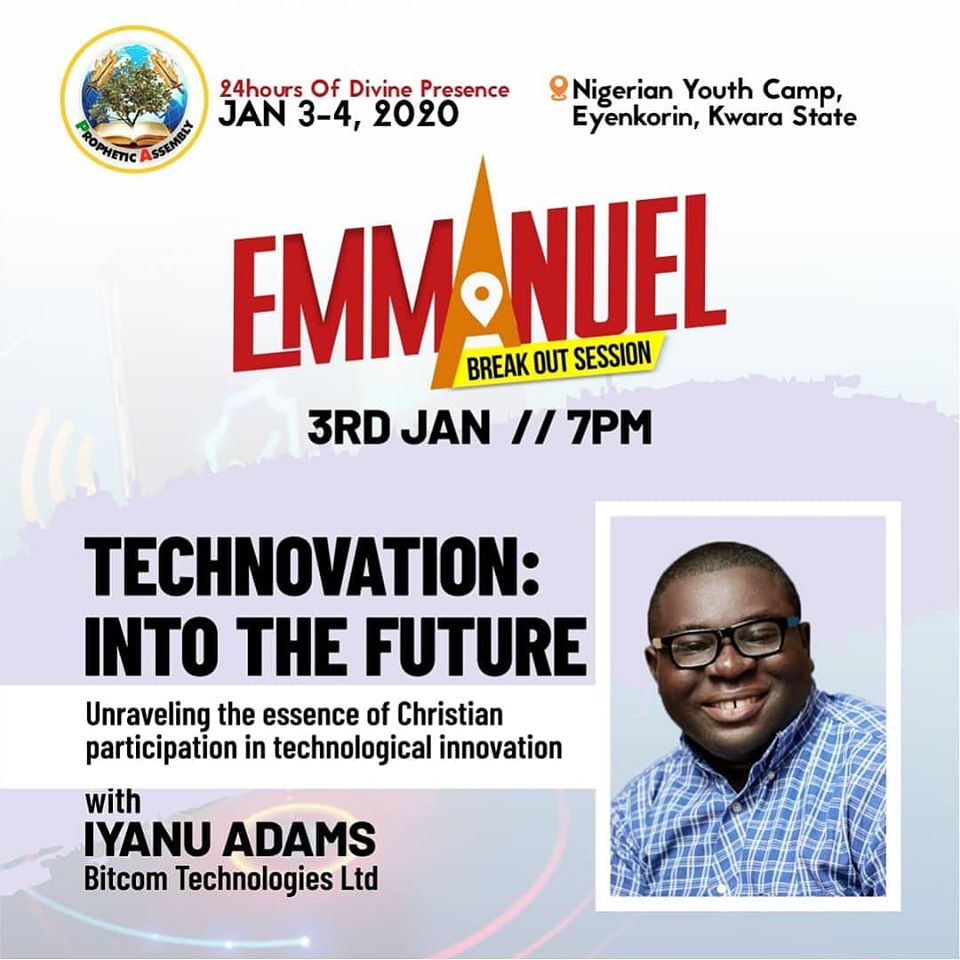 PROPHETIC ASSEMBLY
24hours Of Divine Presence
JAN 3-4, 2020
Nigerian Youth Camp,
Eyenkorin, Kwara State
EMMANUEL
BREAK OUT SESSION
3RD JAN // 7PM
TECHNOVATION:
INTO THE FUTURE
Unraveling the essence of Christian
participation in technological innovation
with
IYANU ADAMS
Bitcom Technologies Ltd